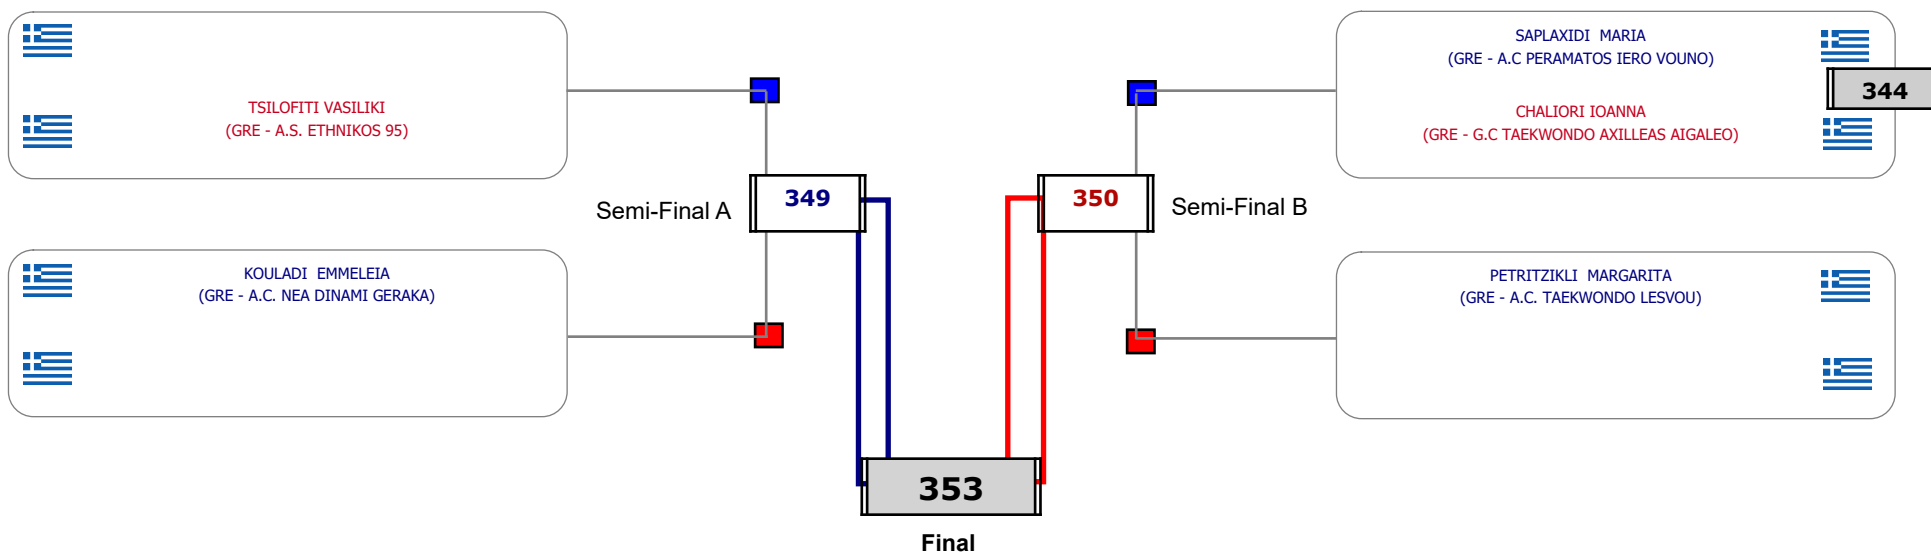 TSILOFITI VASILIKI
(GRE - A.S. ETHNIKOS 95)
KOULADI EMMELEIA
(GRE - A.C. NEA DINAMI GERAKA)
Semi-Final A
349
350
Semi-Final B
SAPLAXIDI MARIA
(GRE - A.C PERAMATOS IERO VOUNO)
344
CHALIORI IOANNA
(GRE - G.C TAEKWONDO AXILLEAS AIGALEO)
PETRITZIKLI MARGARITA
(GRE - A.C. TAEKWONDO LESVOU)
353
Final